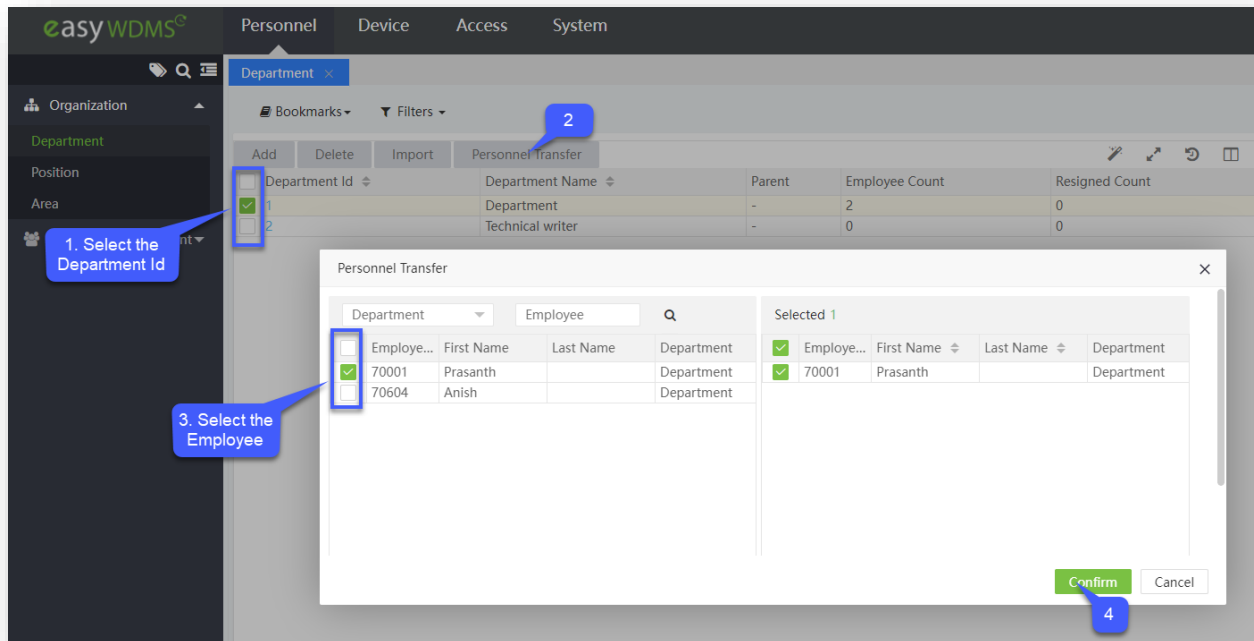 easy WDMS
Personnel Device Access System
Department ×
Organization
Bookmarks Filters
2
Department
Add Delete Import Personnel Transfer
Position
Department Id Department Name Parent Employee Count Resigned Count
Area
1 Department - 2 0
2 Technical writer - 0 0
nt
1. Select the
Department Id
Personnel Transfer ×
Department Employee Selected 1
Employe... First Name Last Name Department Employe... First Name Last Name Department
70001 Prasanth Department 70001 Prasanth Department
70604 Anish Department
3. Select the
Employee
Confirm Cancel
4